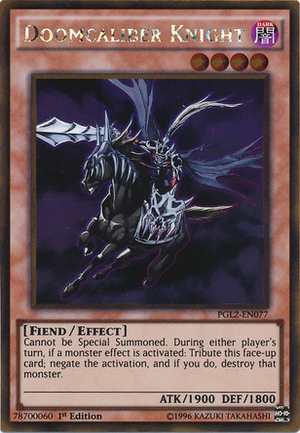 DOOMCALIBER KNIGHT
DARK
闇
PGL2-EN077
[FIEND / EFFECT]
Cannot be Special Summoned. During either player's
turn, if a monster effect is activated: Tribute this face-up
card; negate the activation, and if you do, destroy that
monster.
ATK/1900 DEF/1800
78700060 1st Edition
©1996 KAZUKI TAKAHASHI